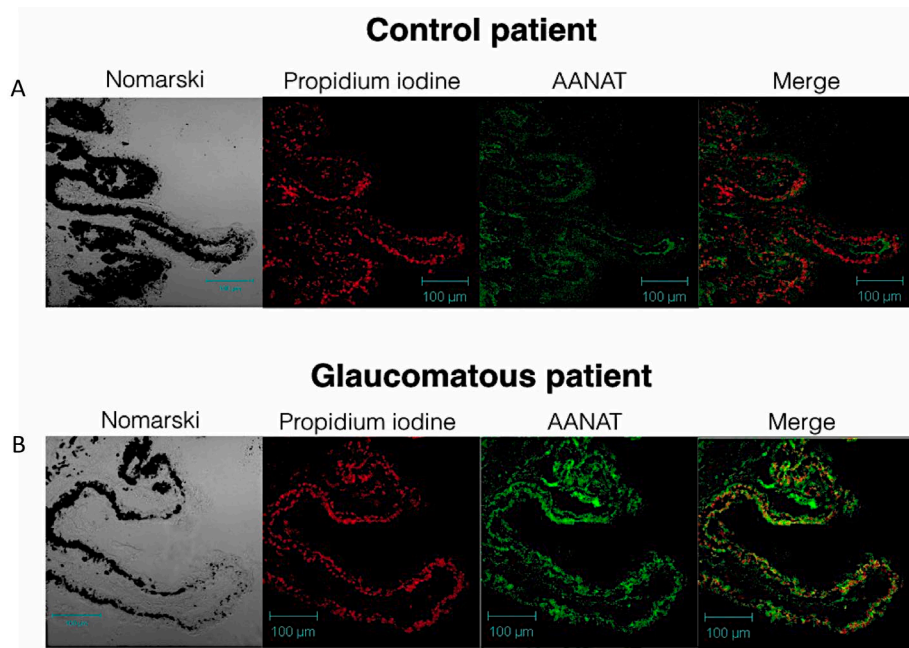 Control patient
Nomarski Propidium iodine AANAT Merge
A
100 µm 100 µm 100 µm
Glaucomatous patient
Nomarski Propidium iodine AANAT Merge
B
100 µm 100 µm 100 µm